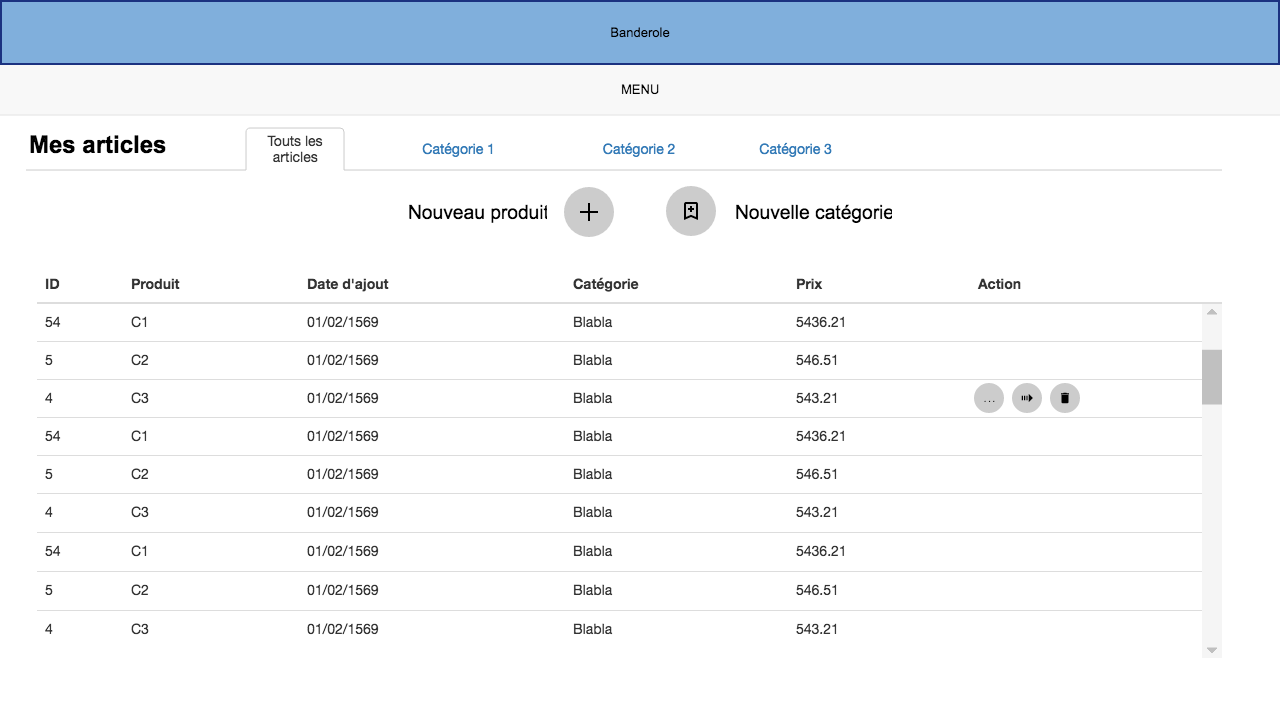 Banderole
MENU
Mes articles
Touts les
articles
Catégorie 1
Catégorie 2
Catégorie 3
Nouveau produit
Nouvelle catégorie
ID Produit Date d'ajout Catégorie Prix Action
54 C1 01/02/1569 Blabla 5436.21
5 C2 01/02/1569 Blabla 546.51
4 C3 01/02/1569 Blabla 543.21 ...
54 C1 01/02/1569 Blabla 5436.21
5 C2 01/02/1569 Blabla 546.51
4 C3 01/02/1569 Blabla 543.21
54 C1 01/02/1569 Blabla 5436.21
5 C2 01/02/1569 Blabla 546.51
4 C3 01/02/1569 Blabla 543.21